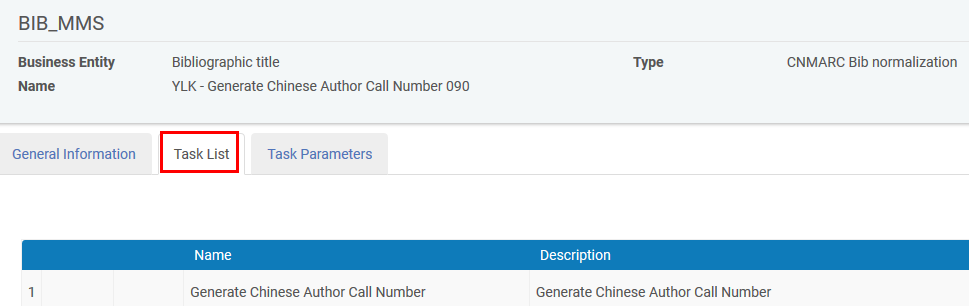 BIB_MMS
Business Entity Bibliographic title Type CNMARC Bib normalization
Name YLK - Generate Chinese Author Call Number 090
General Information Task List Task Parameters
Name Description
1 Generate Chinese Author Call Number Generate Chinese Author Call Number